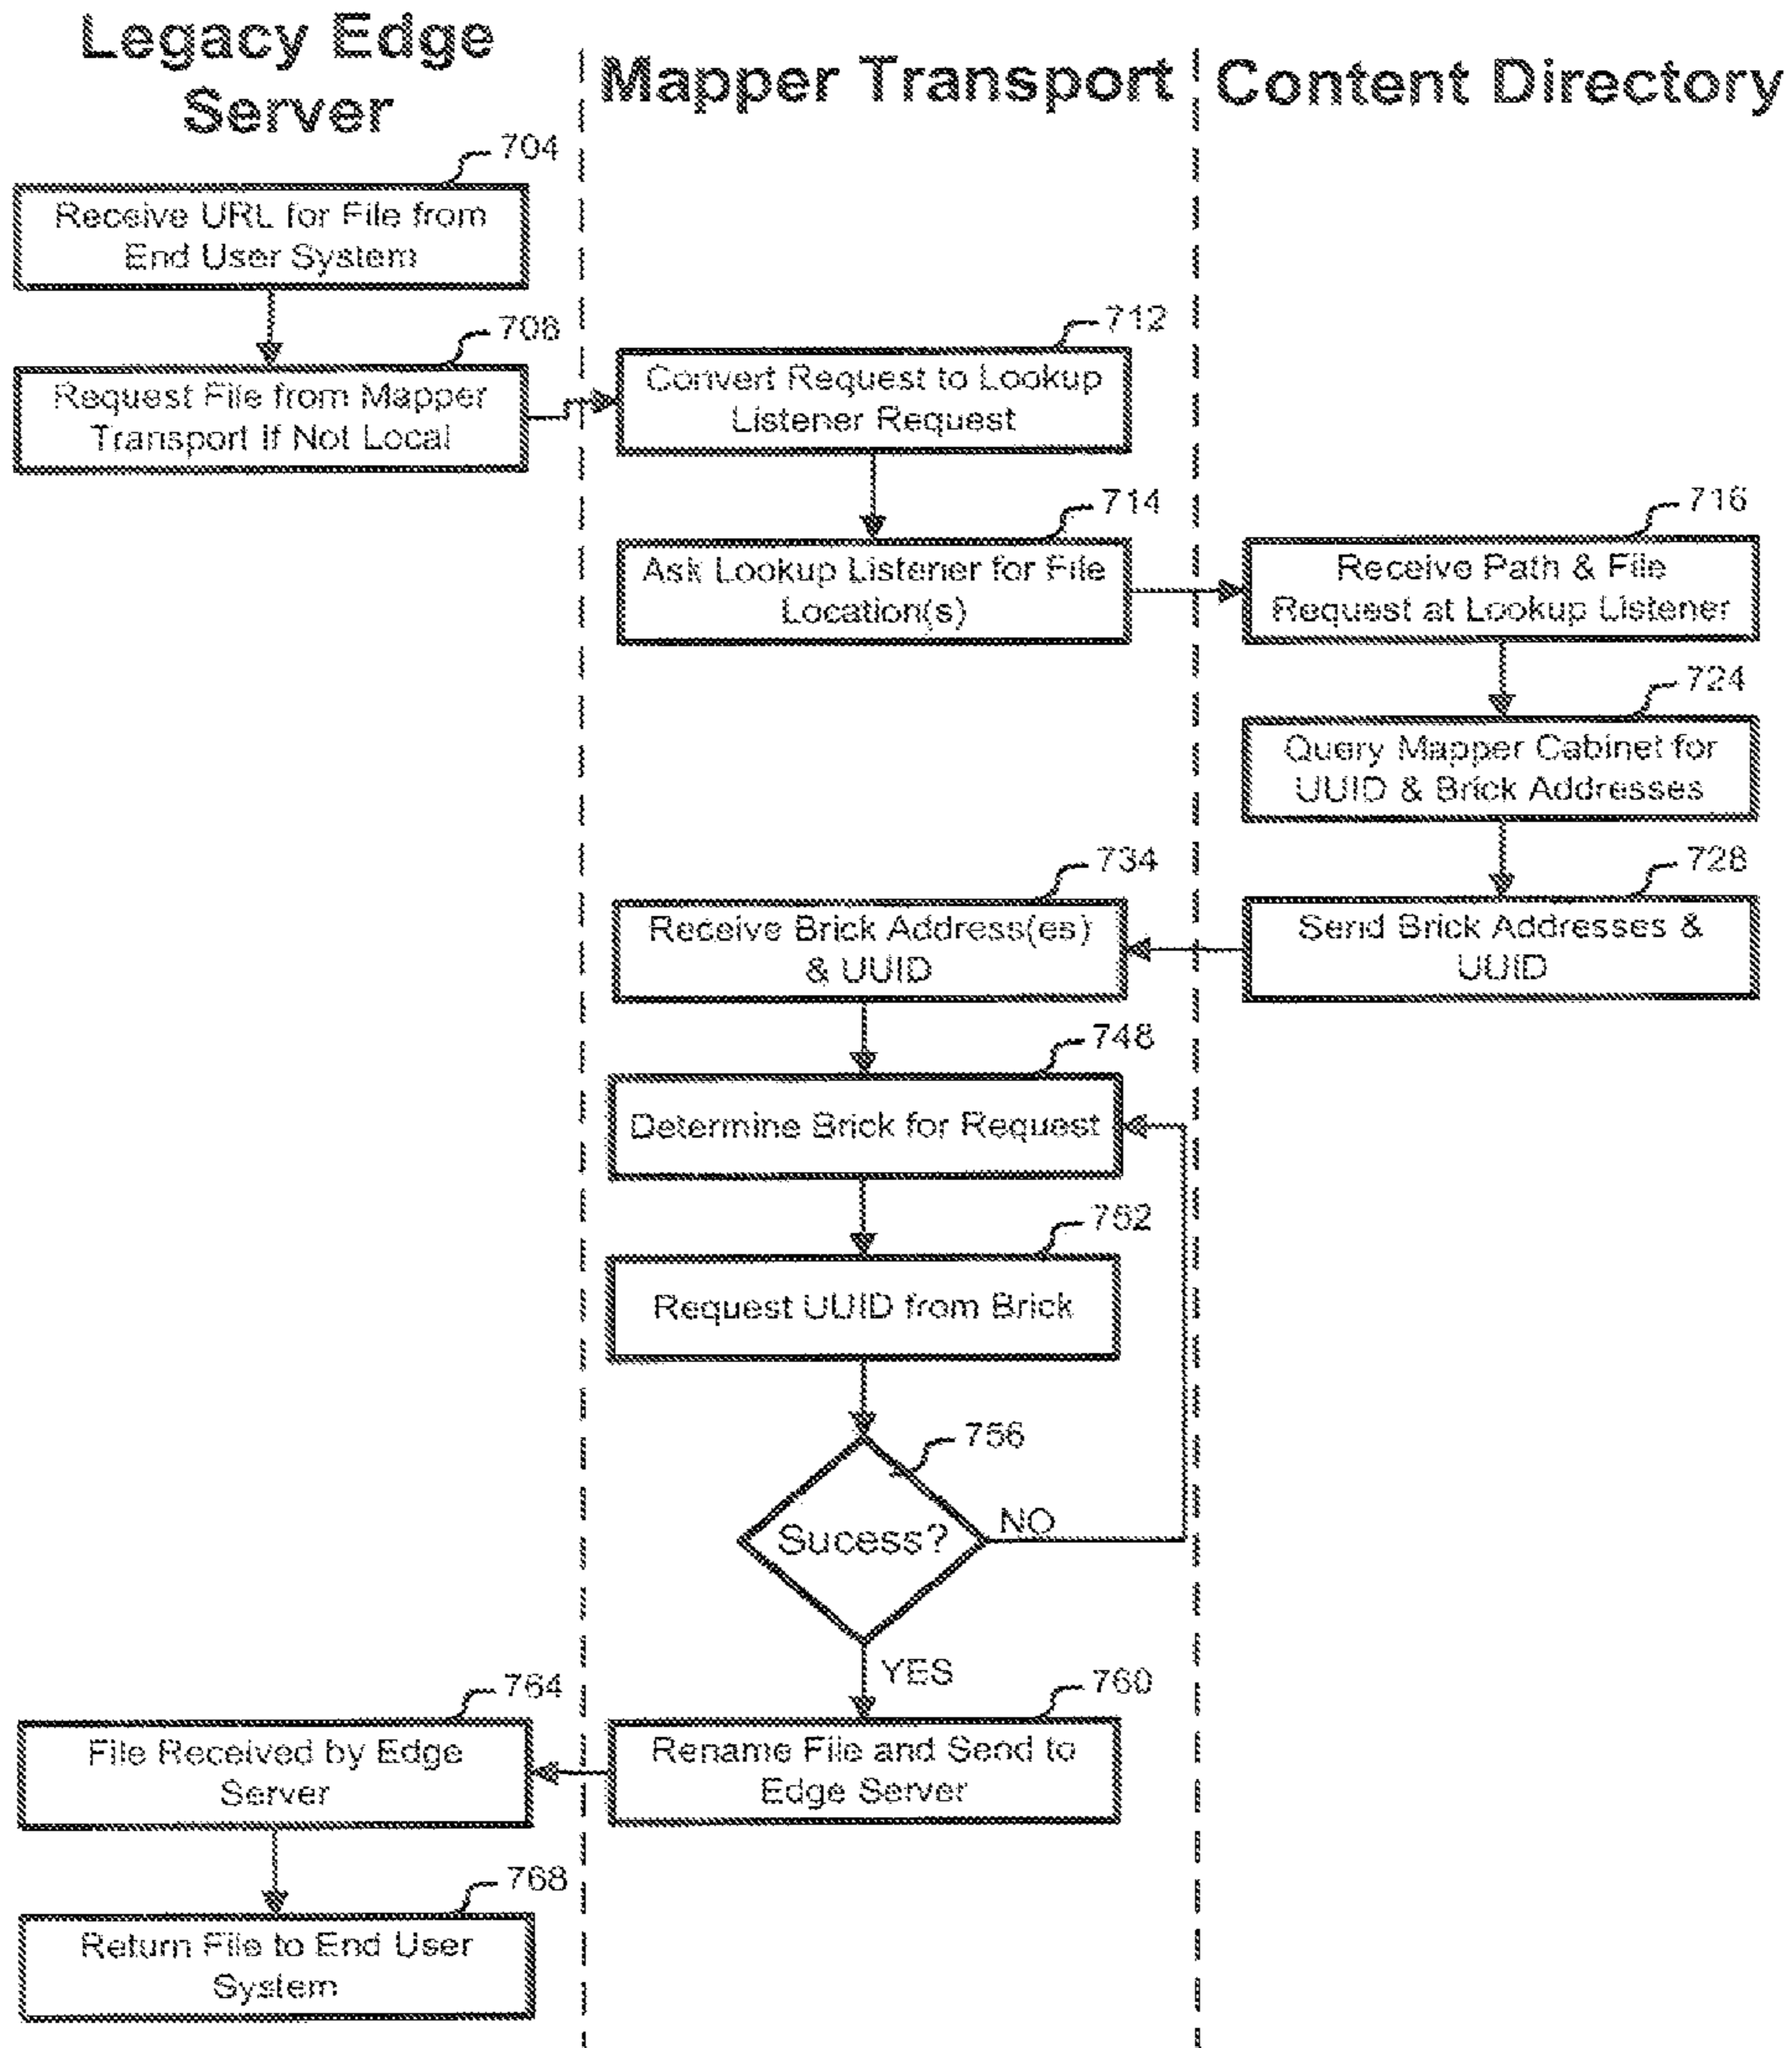 Legacy Edge
Server
Mapper Transport
Content Directory
704
Receive URL for File from
End User System
708
Request File from Mapper
Transport If Not Local
712
Convert Request to Lookup
Listener Request
714
Ask Lookup Listener for File
Location(s)
716
Receive Path & File
Request at Lookup Listener
724
Query Mapper Cabinet for
UUID & Brick Addresses
728
Send Brick Addresses &
UUID
734
Receive Brick Address(es)
& UUID
748
Determine Brick for Request
752
Request UUID from Brick
756
Sucess?
NO
YES
760
Rename File and Send to
Edge Server
764
File Received by Edge
Server
768
Return File to End User
System